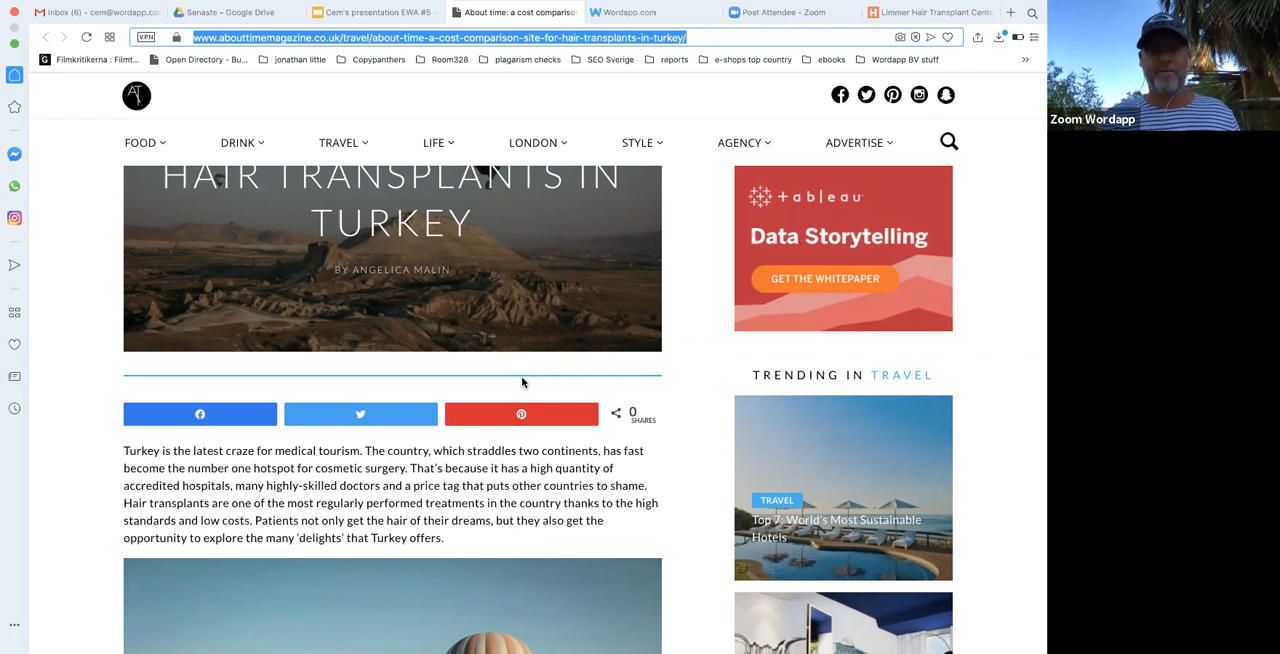 Inbox (6) - cem@wordapp.co
Senaste – Google Drive
Cem's presentation EWA #5 -
About time: a cost comparison
Wordapp.com
Post Attendee - Zoom
Limmer Hair Transplant Cente
VPN
www.abouttimemagazine.co.uk/travel/about-time-a-cost-comparison-site-for-hair-transplants-in-turkey/
Filmkritikerna : Filmt...
Open Directory - Bu...
jonathan little
Copypanthers
Room328
plagarism checks
SEO Sverige
reports
e-shops top country
ebooks
Wordapp BV stuff
Zoom Wordapp
AT
FOOD
DRINK
TRAVEL
LIFE
LONDON
STYLE
AGENCY
ADVERTISE
HAIR TRANSPLANTS IN
TURKEY
BY ANGELICA MALIN
+ a b l e a u
Data Storytelling
GET THE WHITEPAPER
TRENDING IN TRAVEL
0
SHARES
Turkey is the latest craze for medical tourism. The country, which straddles two continents, has fast
become the number one hotspot for cosmetic surgery. That's because it has a high quantity of
accredited hospitals, many highly-skilled doctors and a price tag that puts other countries to shame.
Hair transplants are one of the most regularly performed treatments in the country thanks to the high
standards and low costs. Patients not only get the hair of their dreams, but they also get the
opportunity to explore the many 'delights' that Turkey offers.
TRAVEL
Top 7: World's Most Sustainable
Hotels